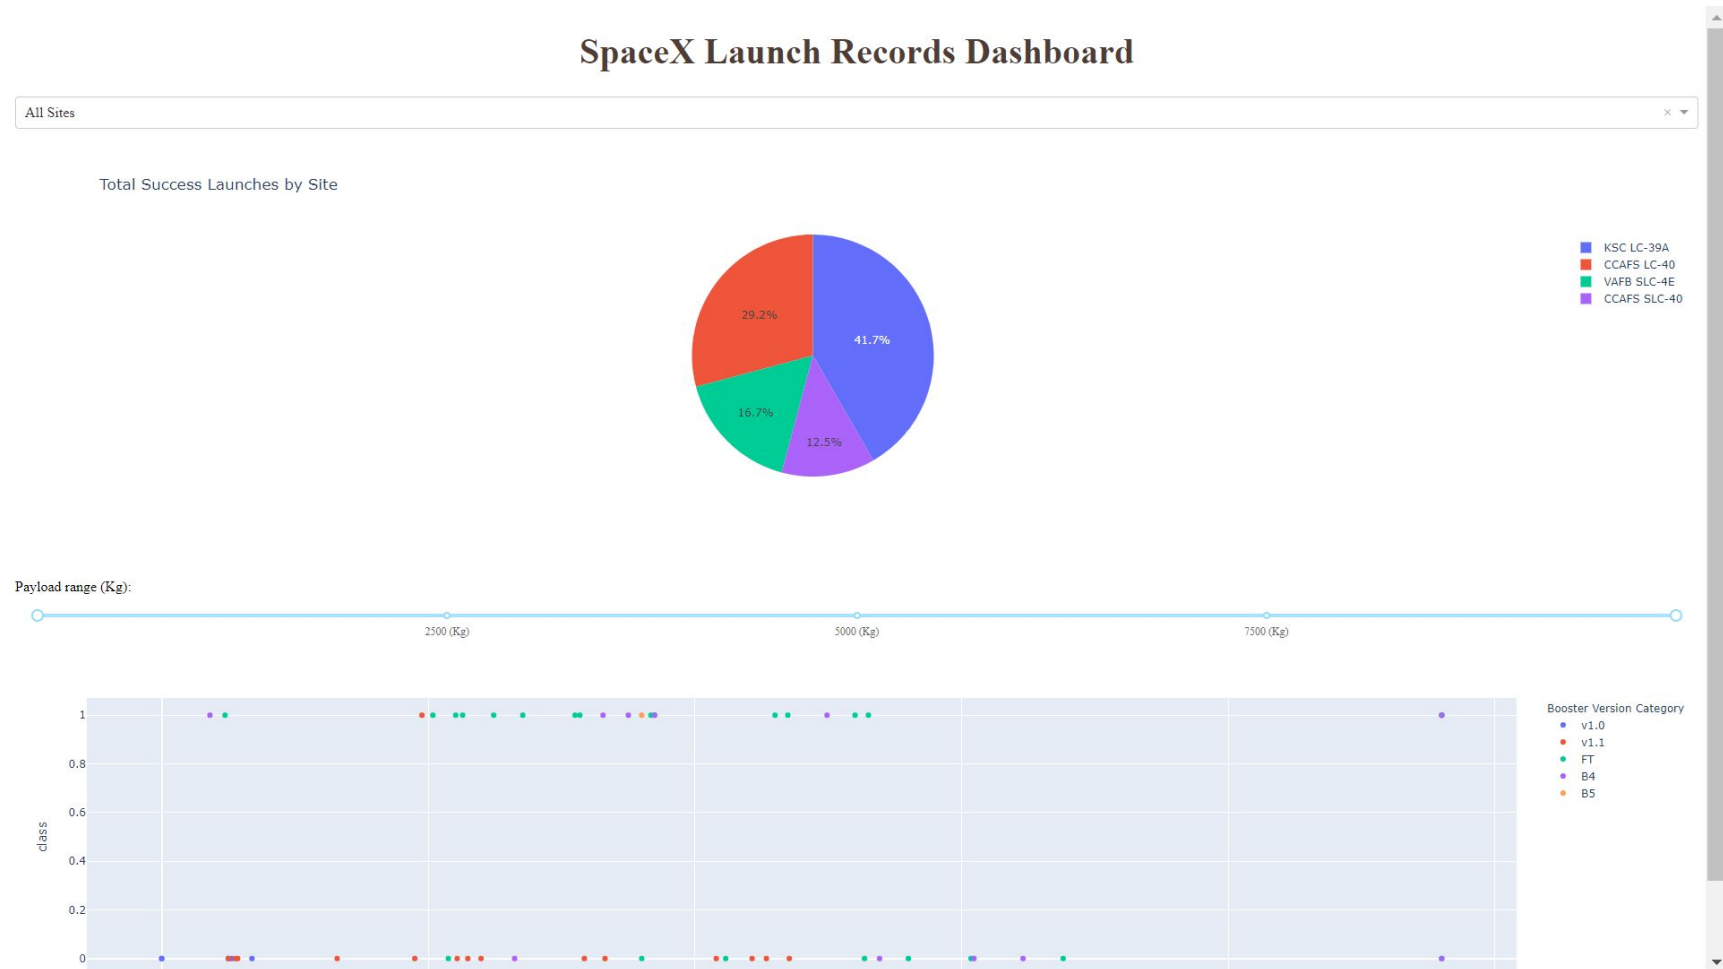 SpaceX Launch Records Dashboard
All Sites
×
Total Success Launches by Site
KSC LC-39A
CCAFS LC-40
VAFB SLC-4E
CCAFS SLC-40
29.2%
41.7%
16.7%
12.5%
Payload range (Kg):
2500 (Kg)
5000 (Kg)
7500 (Kg)
Booster Version Category
v1.0
v1.1
FT
B4
B5
1
0.8
0.6
class
0.4
0.2
0